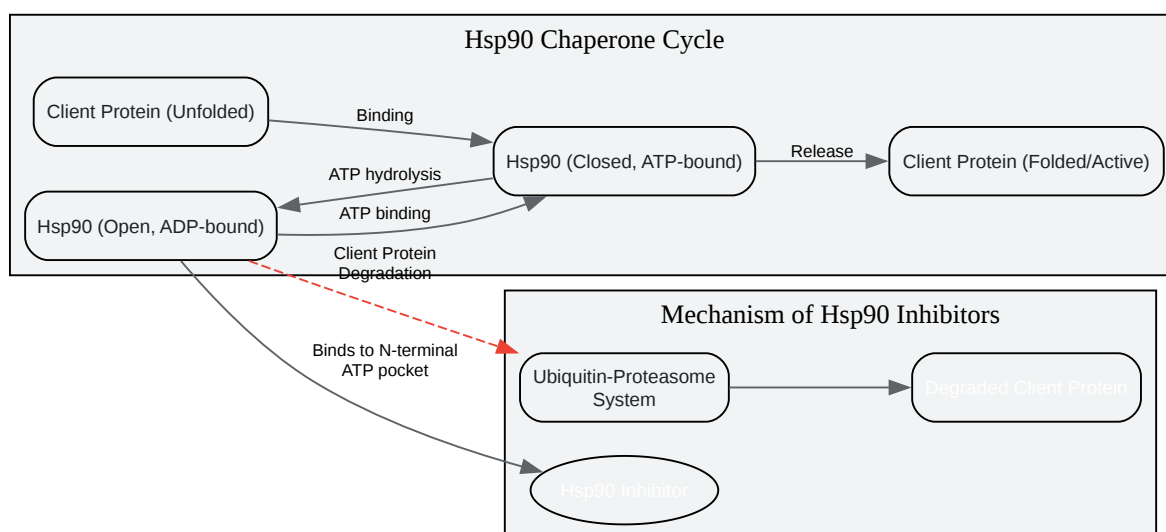 Hsp90 Chaperone Cycle
Client Protein (Unfolded)
Binding
Hsp90 (Closed, ATP-bound)
Release
Client Protein (Folded/Active)
ATP hydrolysis
Hsp90 (Open, ADP-bound)
ATP binding
Client Protein
Degradation
Mechanism of Hsp90 Inhibitors
Binds to N-terminal
ATP pocket
Ubiquitin-Proteasome
System
Degraded Client Protein
Hsp90 Inhibitor